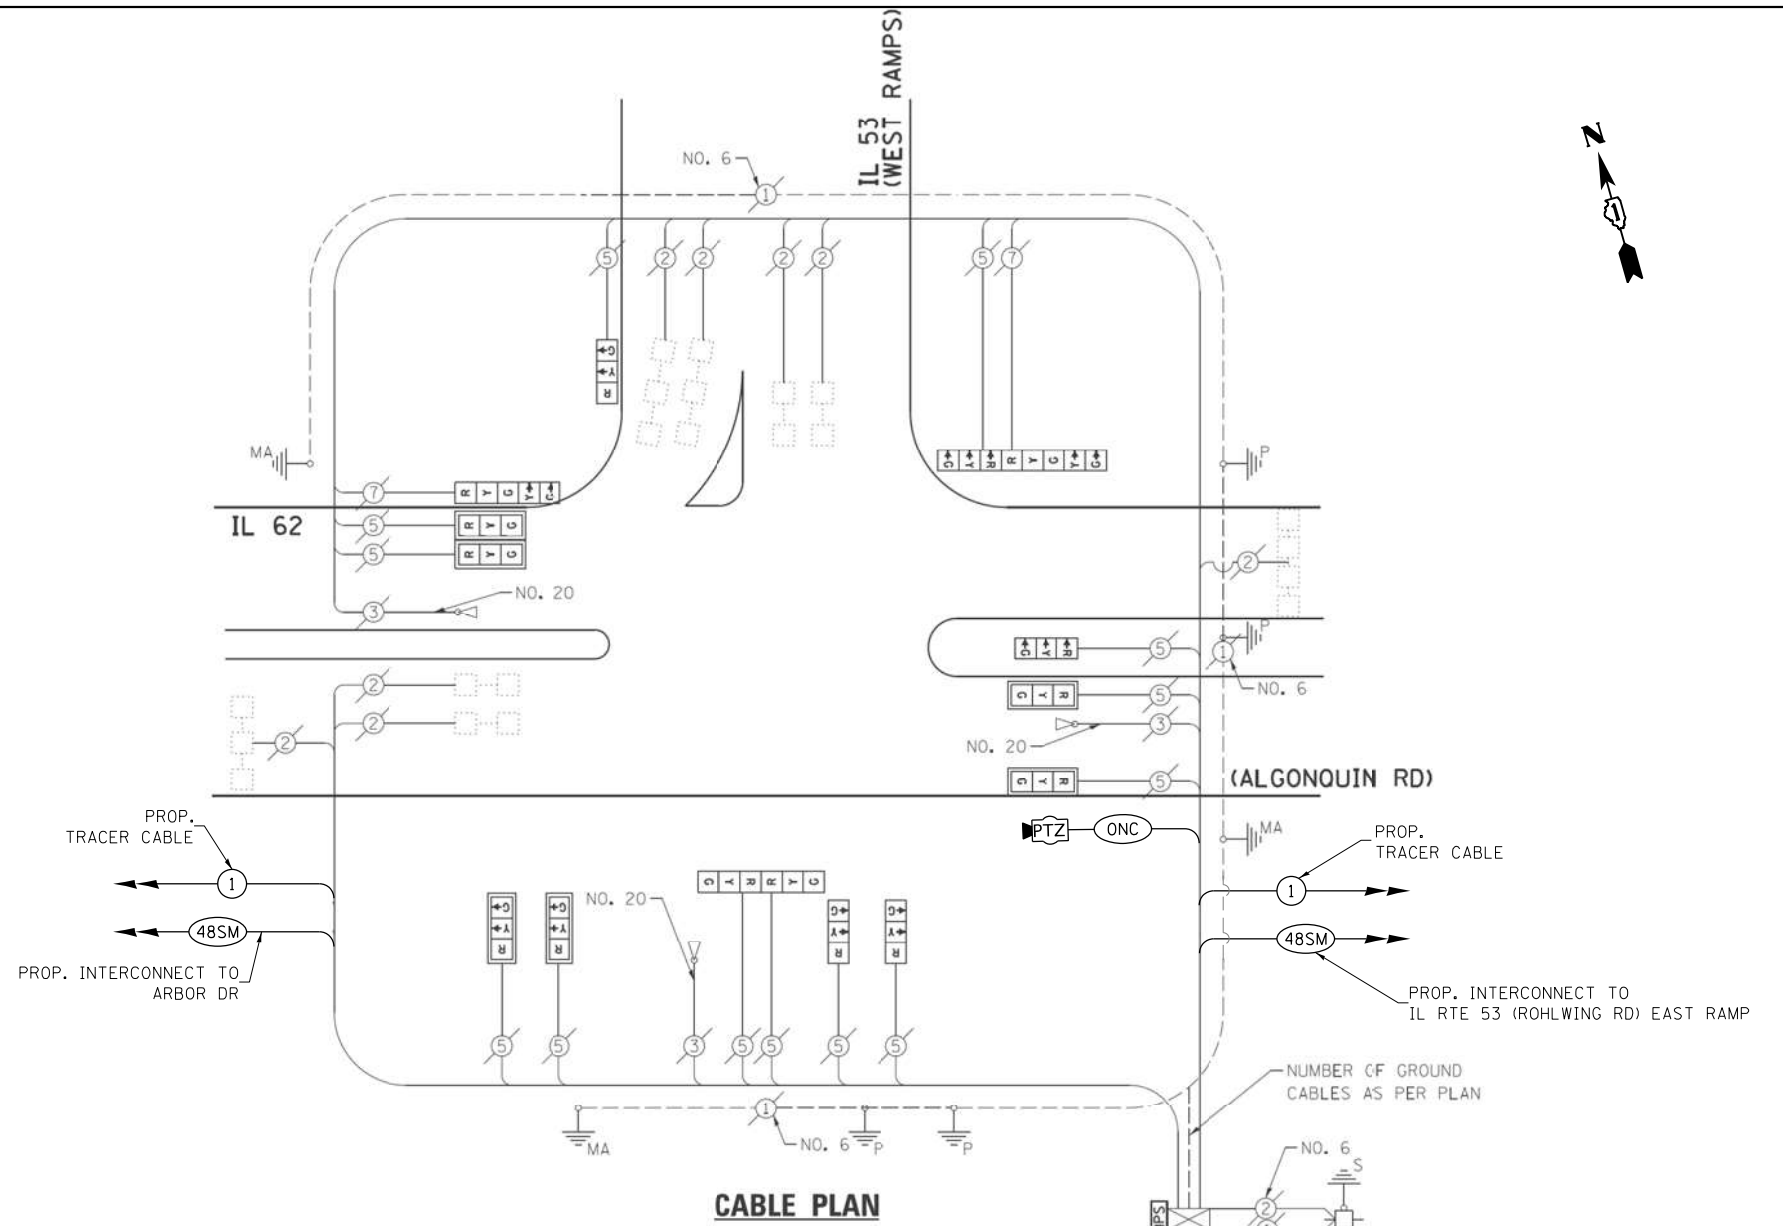 IL 53
(WEST RAMPS)
N
1
NO. 6
1
5
2
2
2
2
5
7
G
Y
R
MA
P
G Y R R Y G Y G
7
R Y G Y G
IL 62
5
R Y G
5
R Y G
2
3
NO. 20
P
G Y R
5
1
2
G Y R
5
NO. 6
2
3
2
NO. 20
G Y R
5
(ALGONQUIN RD)
PROP.
TRACER CABLE
PTZ
ONC
MA
PROP.
TRACER CABLE
1
1
G Y R R Y G
NO. 20
G
Y
R
G
Y
R
G
Y
R
G
Y
R
48SM
48SM
PROP. INTERCONNECT TO
ARBOR DR
PROP. INTERCONNECT TO
IL RTE 53 (ROHLWING RD) EAST RAMP
5
5
3
5
5
5
5
NUMBER OF GROUND
CABLES AS PER PLAN
1
MA
NO. 6
P
P
NO. 6
S
CABLE PLAN
2